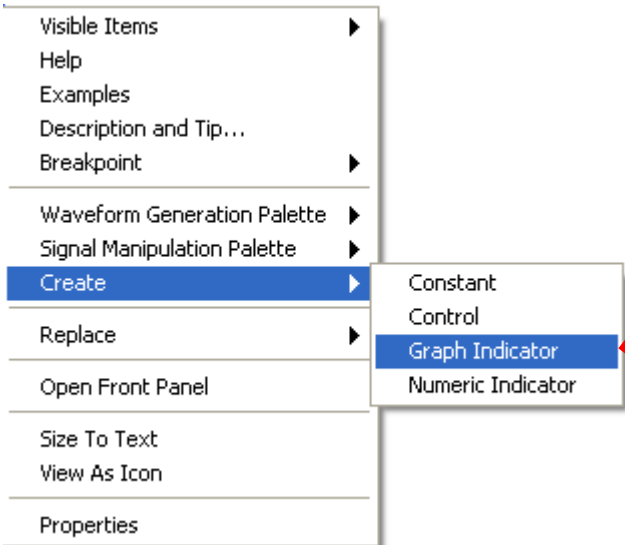 Visible Items
Help
Examples
Description and Tip...
Breakpoint
Waveform Generation Palette
Signal Manipulation Palette
Create
Replace
Open Front Panel
Size To Text
View As Icon
Properties
Constant
Control
Graph Indicator
Numeric Indicator